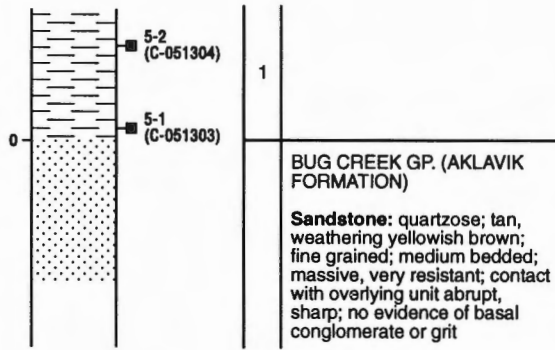 5-2
(C-051304)
1
5-1
(C-051303)
0
BUG CREEK GP. (AKLAVIK
FORMATION)
Sandstone: quartzose; tan,
weathering yellowish brown;
fine grained; medium bedded;
massive, very resistant; contact
with overlying unit abrupt,
sharp; no evidence of basal
conglomerate or grit